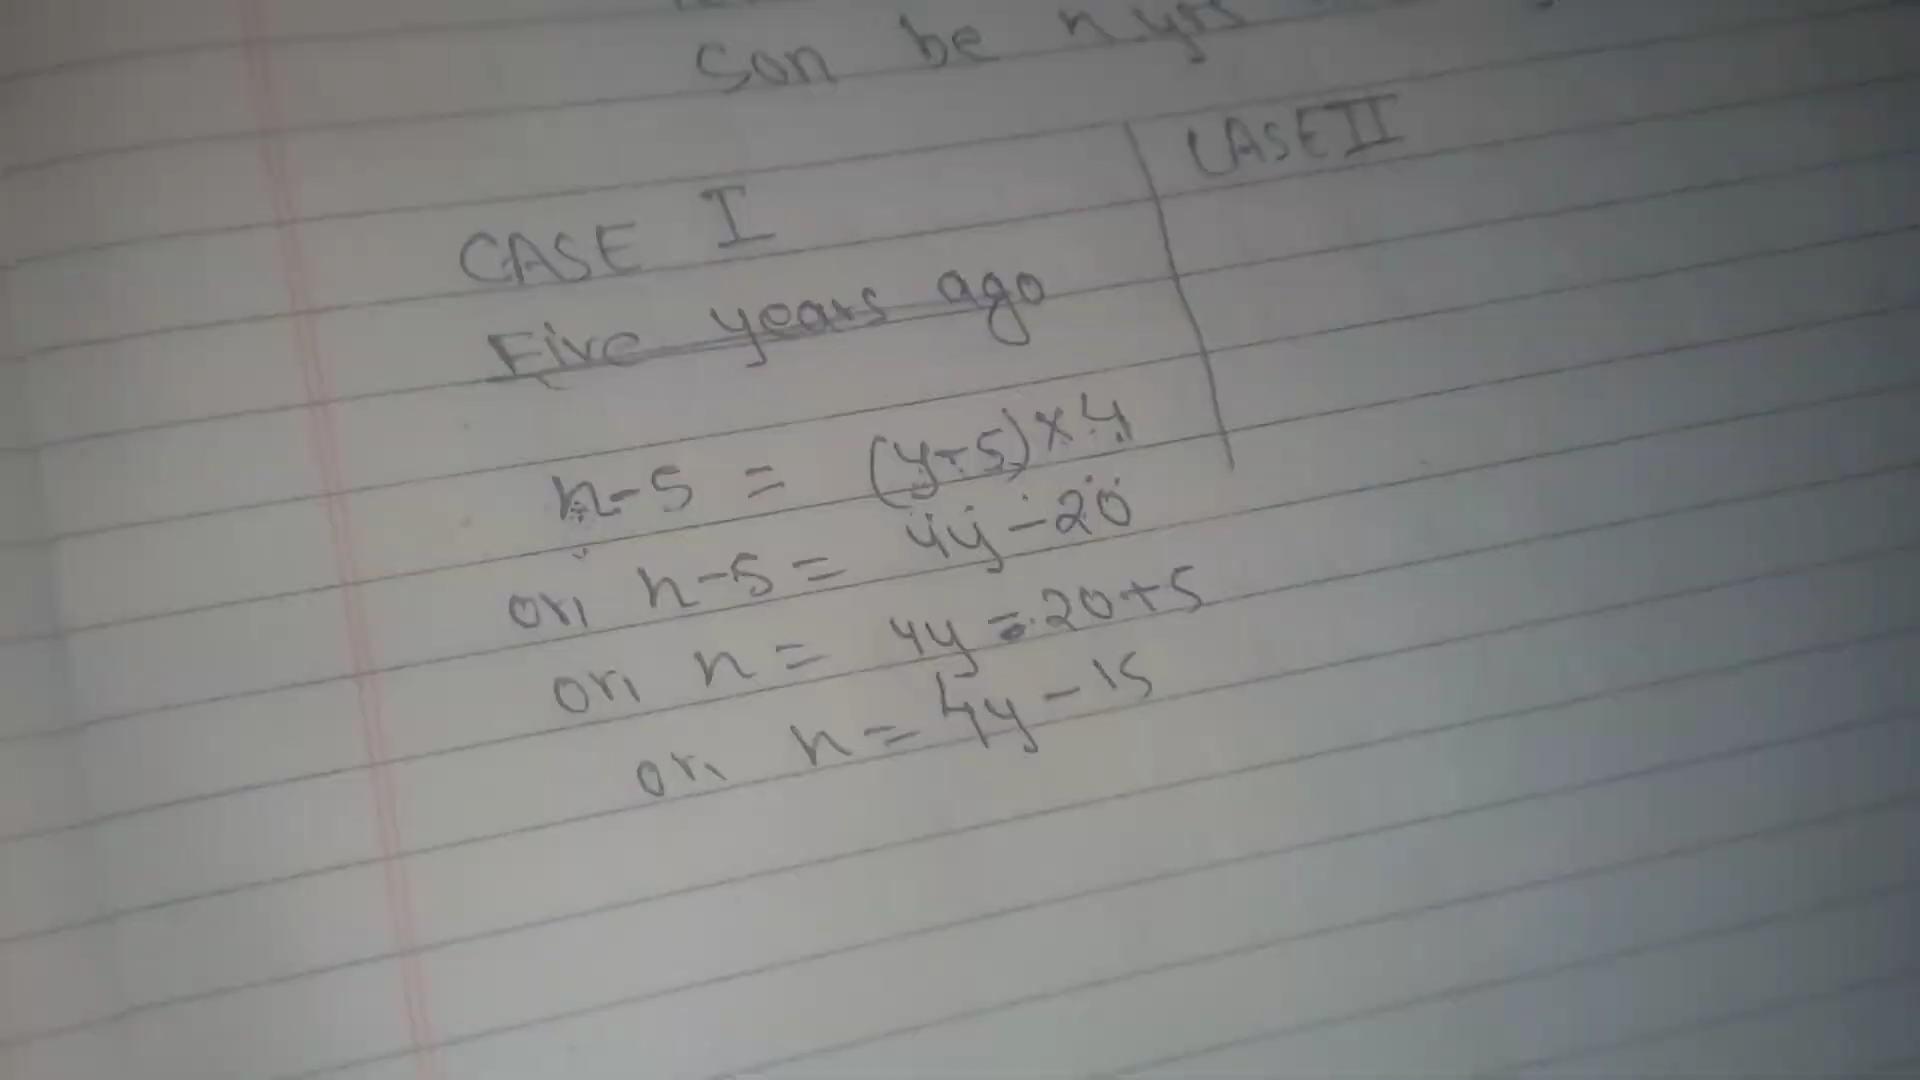 Son be x yrs
CASE I
CASE II
Five years ago
x-5 = (y-5)×4
or, x-5 = 4y-20
or, x = 4y-20+5
or, x = 4y-15